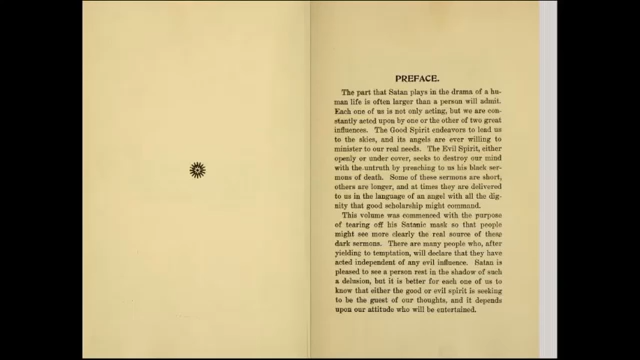 PREFACE.
The part that Satan plays in the drama of a hu-
man life is often larger than a person will admit.
Each one of us is not only acting, but we are con-
stantly acted upon by one or the other of two great
influences. The Good Spirit endeavors to lead us
to the skies, and its angels are ever willing to
minister to our real needs. The Evil Spirit, either
openly or under cover, seeks to destroy our mind
with the untruth by preaching to us his black ser-
mons of death. Some of these sermons are short,
others are longer, and at times they are delivered
to us in the language of an angel with all the dig-
nity that good scholarship might command.
This volume was commenced with the purpose
of tearing off his Satanic mask so that people
might see more clearly the real source of these
dark sermons. There are many people who, after
yielding to temptation, will declare that they have
acted independent of any evil influence. Satan is
pleased to see a person rest in the shadow of such
a delusion, but it is better for each one of us to
know that either the good or evil spirit is seeking
to be the guest of our thoughts, and it depends
upon our attitude who will be entertained.